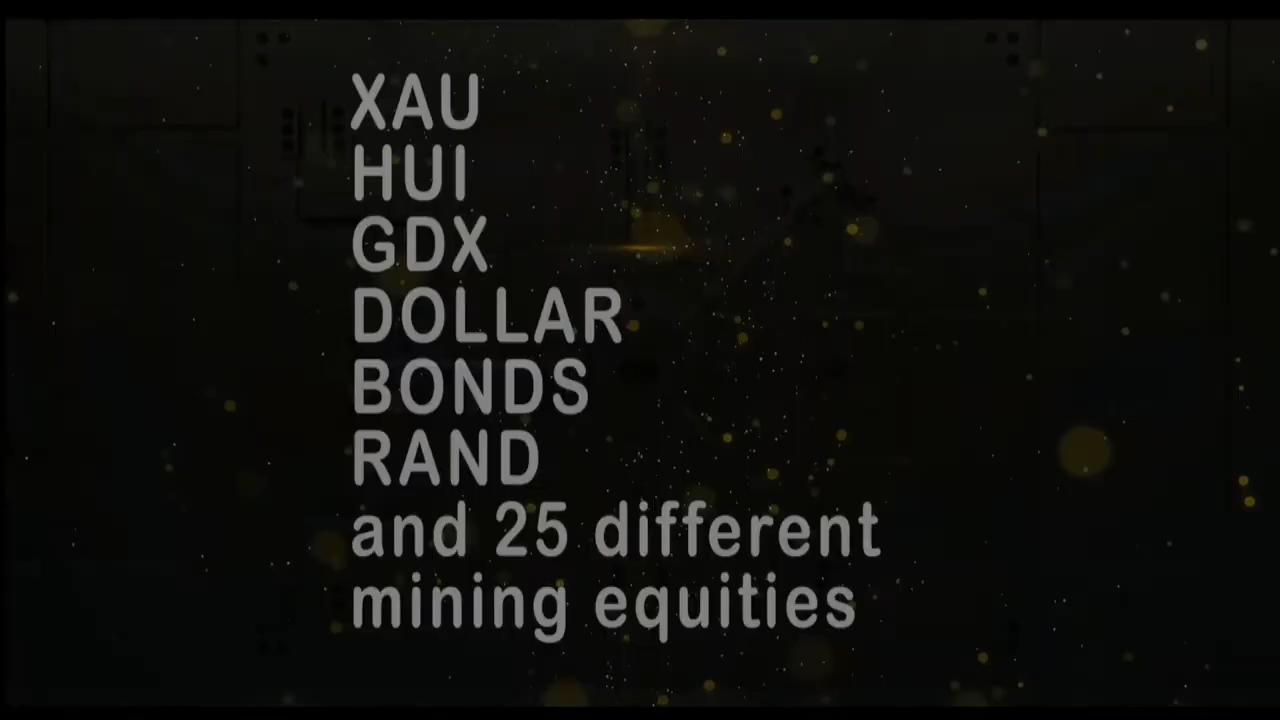 XAU
HUI
GDX
DOLLAR
BONDS
RAND
and 25 different
mining equities